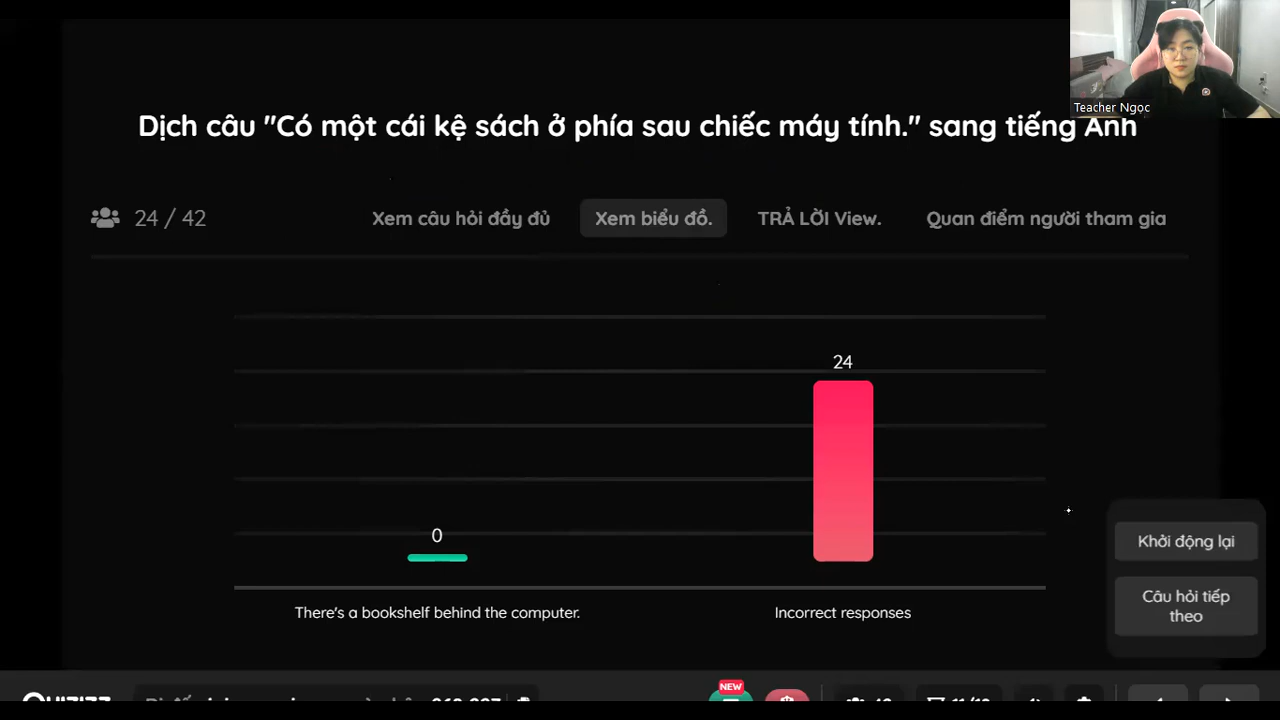 Teacher Ngọc
Dịch câu "Có một cái kệ sách ở phía sau chiếc máy tính." sang tiếng Anh
24 / 42
Xem câu hỏi đầy đủ
Xem biểu đồ.
TRẢ LỜI View.
Quan điểm người tham gia
24
0
There's a bookshelf behind the computer.
Incorrect responses
Khởi động lại
Câu hỏi tiếp
theo
NEW